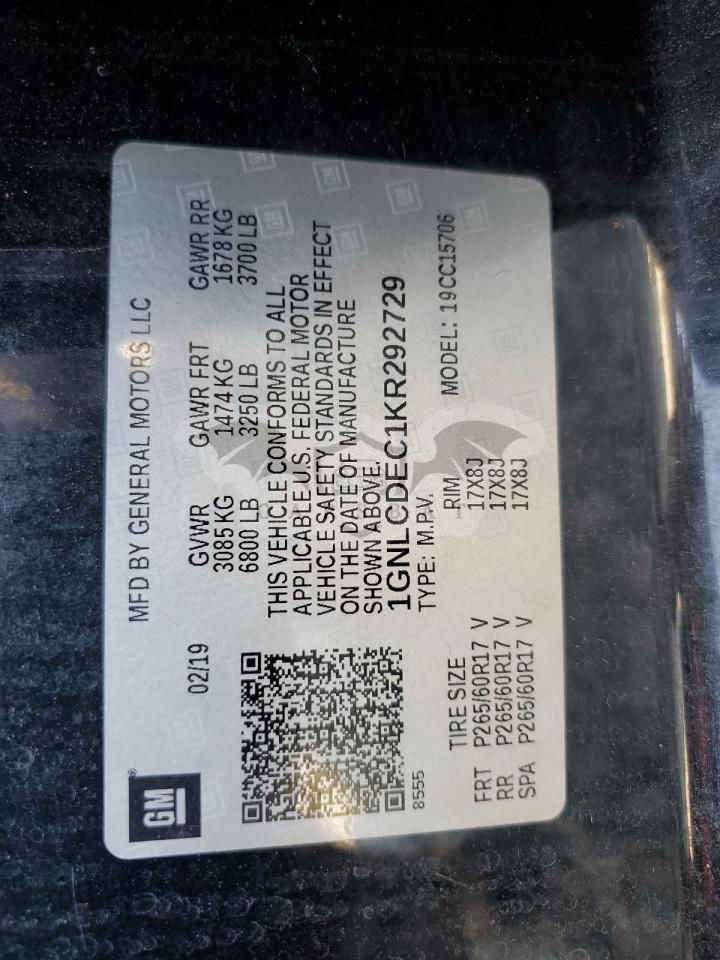 GM
MFD BY GENERAL MOTORS LLC
02/19
GVWR GAWR FRT GAWR RR
3085 KG 1474 KG 1678 KG
6800 LB 3250 LB 3700 LB
THIS VEHICLE CONFORMS TO ALL
APPLICABLE U.S. FEDERAL MOTOR
VEHICLE SAFETY STANDARDS IN EFFECT
ON THE DATE OF MANUFACTURE
SHOWN ABOVE.
1GNLCDEC1KR292729
8555
TYPE: M.P.V. MODEL: 19CC15706
TIRE SIZE RIM
FRT P265/60R17 V 17X8J
RR P265/60R17 V 17X8J
SPA P265/60R17 V 17X8J